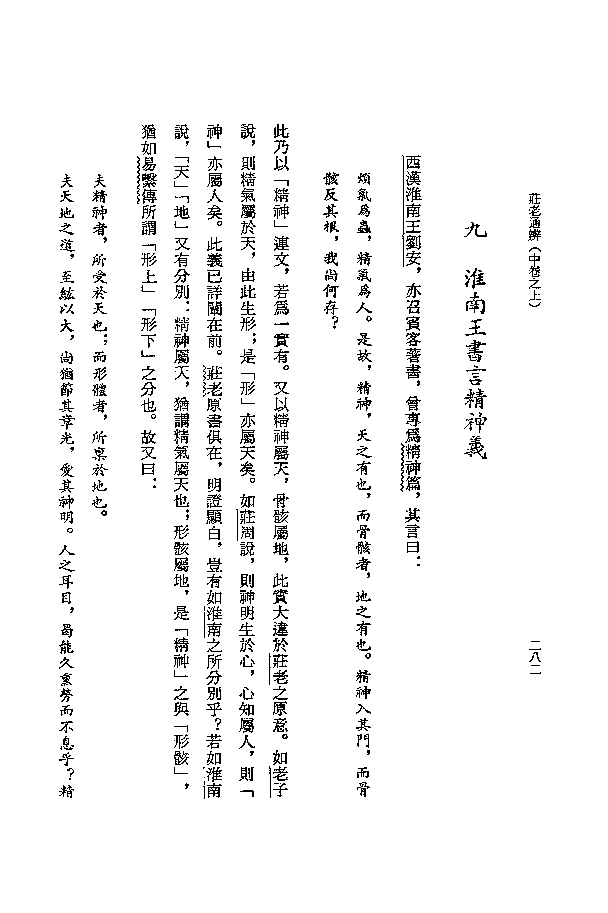 莊老通辨（中卷之上）
二八二
九　淮南王書言精神義
西漢淮南王劉安，亦召賓客著書，曾專爲精神篇，其言曰：
煩氣爲蟲，精氣爲人。是故，精神，天之有也，而骨骸者，地之有也。精神入其門，而骨
骸反其根，我尚何存？
此乃以「精神」連文，若爲一實有。又以精神屬天，骨骸屬地，此實大違於莊老之原意。如老子
說，則精氣屬於天，由此生形；是「形」亦屬天矣。如莊周說，則神明生於心，心知屬人，則「
神」亦屬人矣。此義已詳闡在前。莊老原書俱在，明證顯白，豈有如淮南之所分別乎？若如淮南
說，「天」「地」又有分別：精神屬天，猶謂精氣屬天也；形骸屬地，是「精神」之與「形骸」，
猶如易繫傳所謂「形上」「形下」之分也。故又曰：
夫精神者，所受於天也；而形體者，所稟於地也。
夫天地之道，至紘以大，尚猶節其章光，愛其神明。人之耳目，曷能久熏勞而不息乎？精